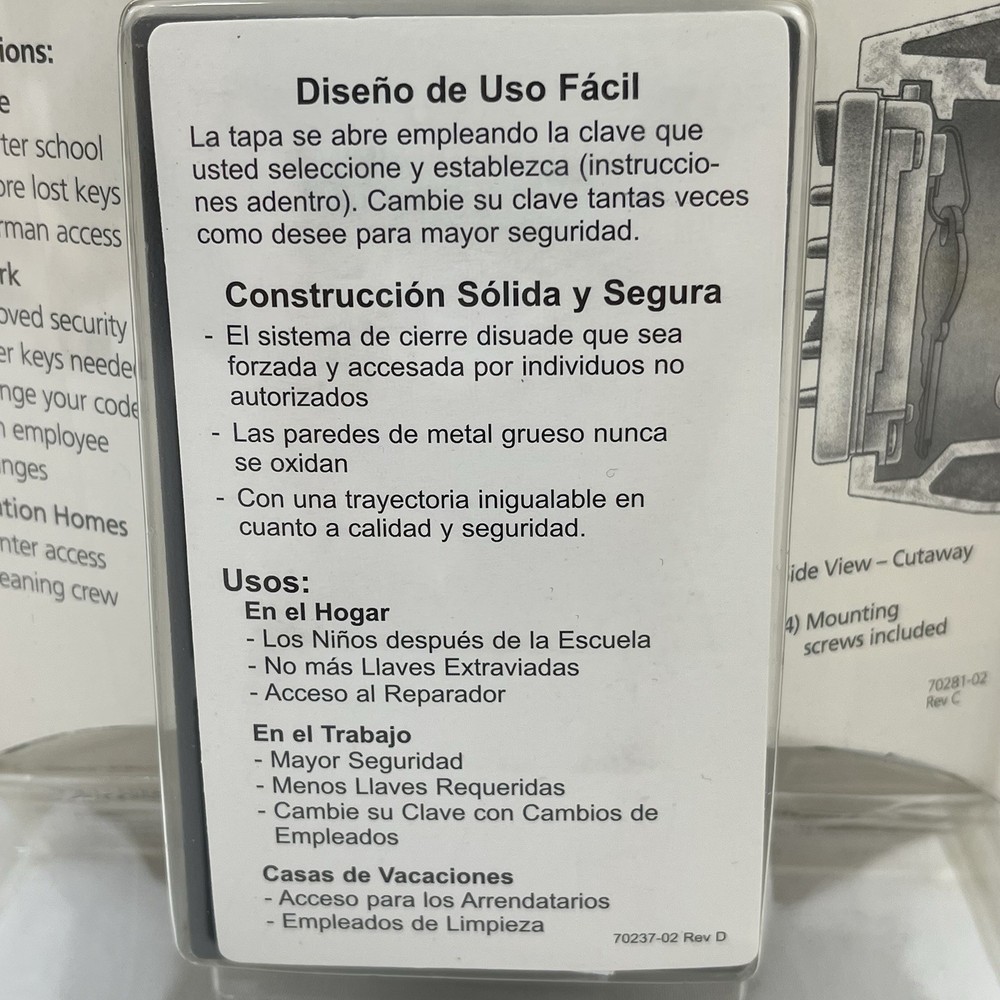 ions:
ter school
ore lost keys
rman access
rk
oved security
er keys neede
nge your code
n employee
nges
ation Homes
nter access
eaning crew
Diseño de Uso Fácil
La tapa se abre empleando la clave que
usted seleccione y establezca (instruccio-
nes adentro). Cambie su clave tantas veces
como desee para mayor seguridad.
Construcción Sólida y Segura
- El sistema de cierre disuade que sea
forzada y accesada por individuos no
autorizados
- Las paredes de metal grueso nunca
se oxidan
- Con una trayectoria inigualable en
cuanto a calidad y seguridad.
Usos:
En el Hogar
- Los Niños después de la Escuela
- No más Llaves Extraviadas
- Acceso al Reparador
En el Trabajo
- Mayor Seguridad
- Menos Llaves Requeridas
- Cambie su Clave con Cambios de
Empleados
Casas de Vacaciones
- Acceso para los Arrendatarios
- Empleados de Limpieza
70237-02 Rev D
ide View – Cutaway
4) Mounting
screws included
70281-02
Rev C